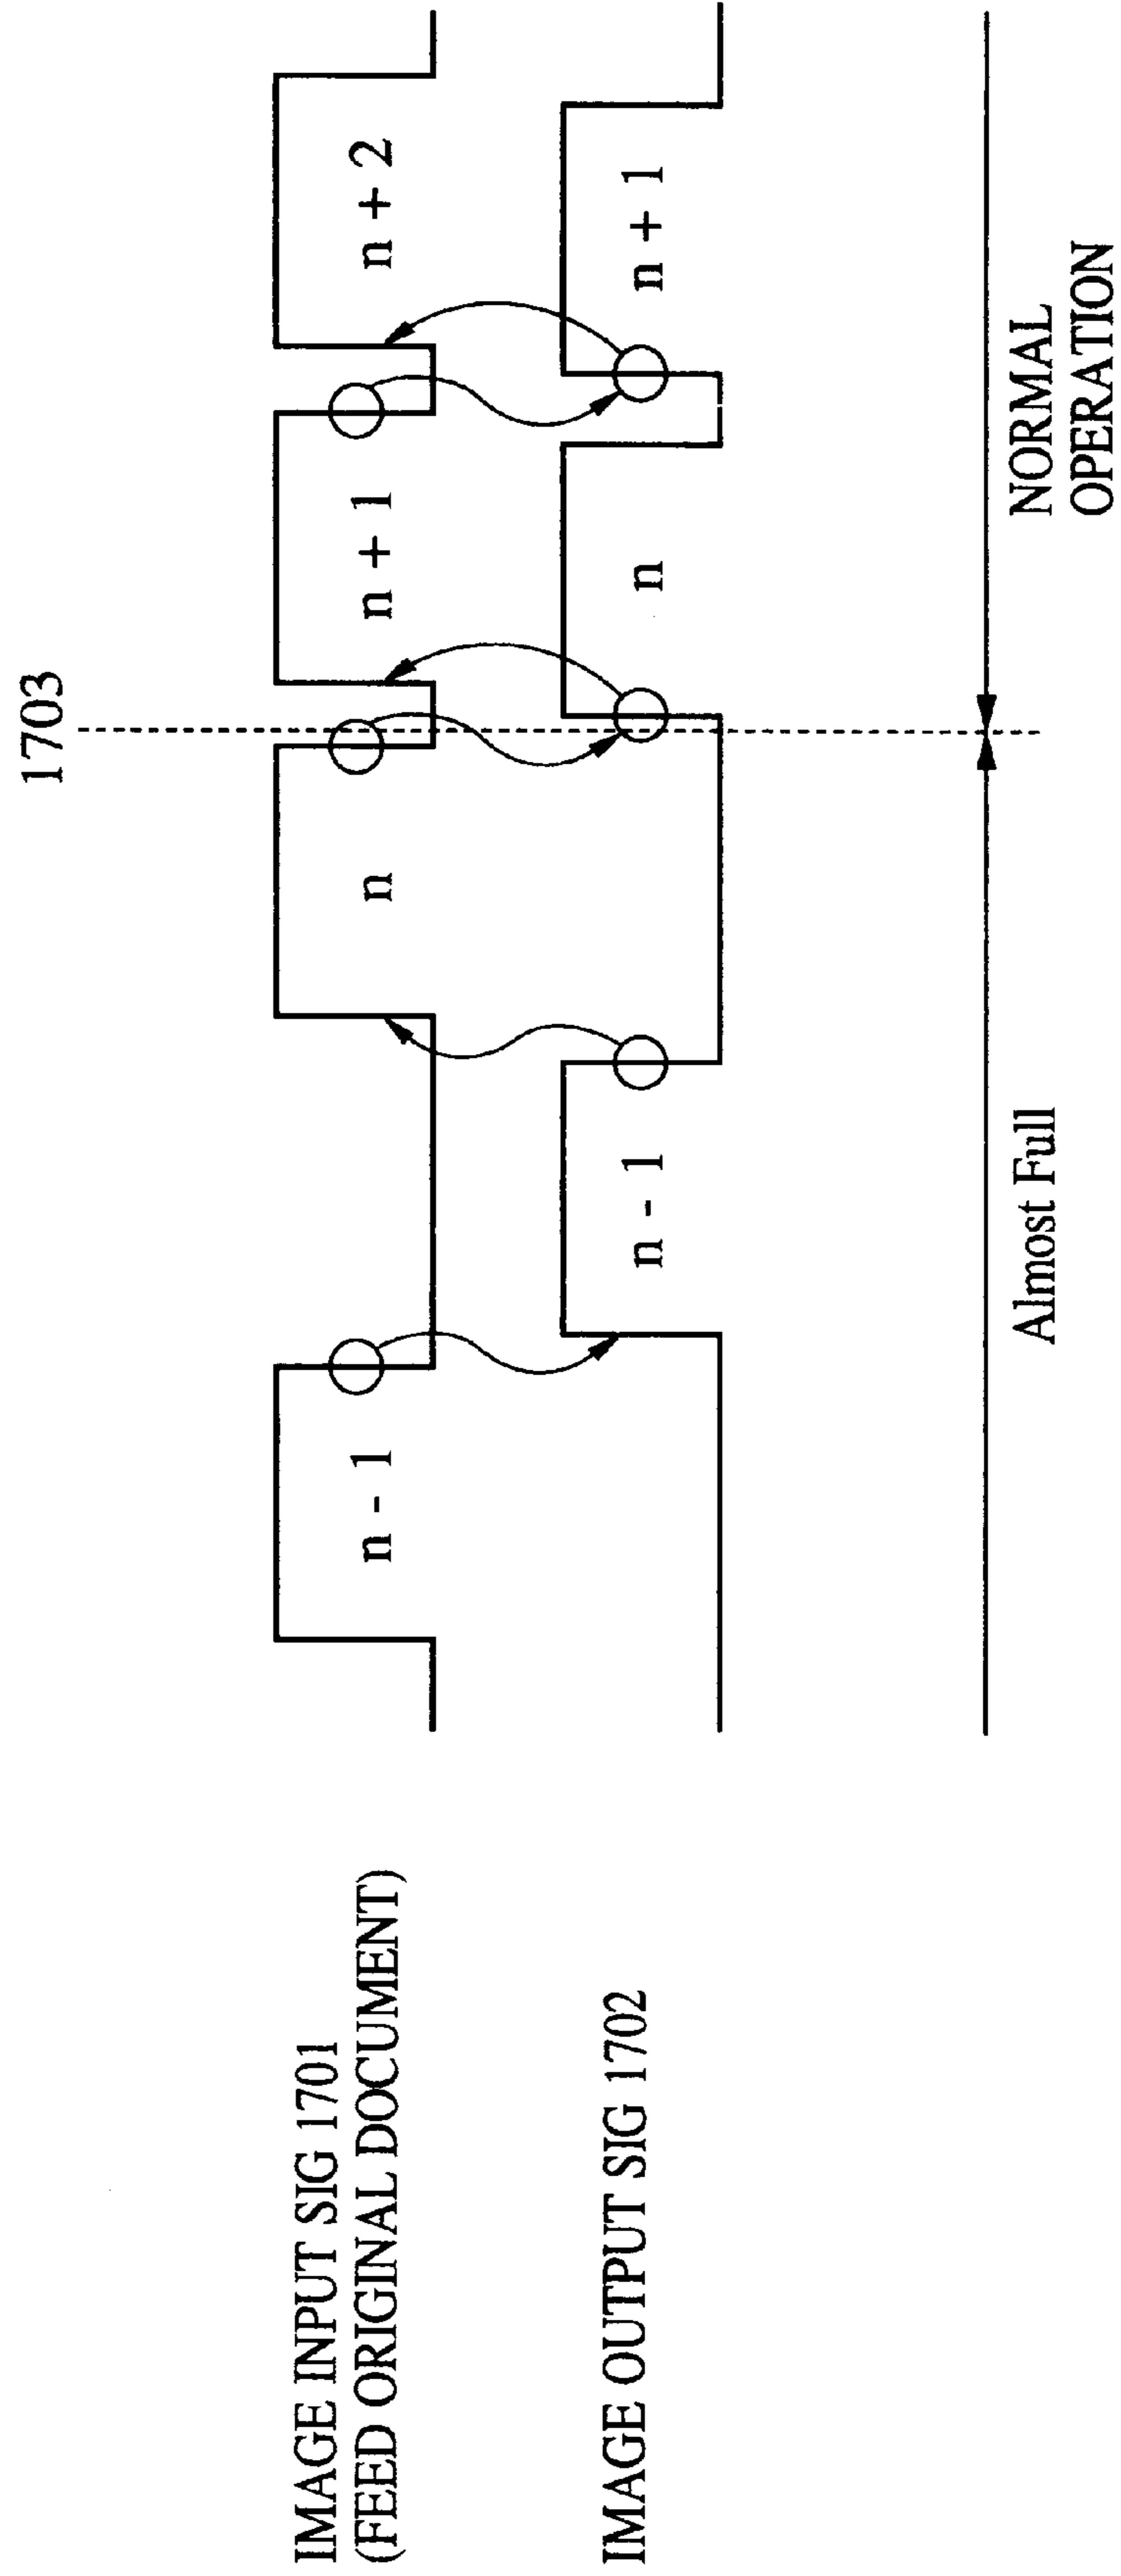 1703
IMAGE INPUT SIG 1701
(FEED ORIGINAL DOCUMENT)
n - 1
n
n + 1
n + 2
IMAGE OUTPUT SIG 1702
n - 1
n
n + 1
Almost Full
NORMAL
OPERATION